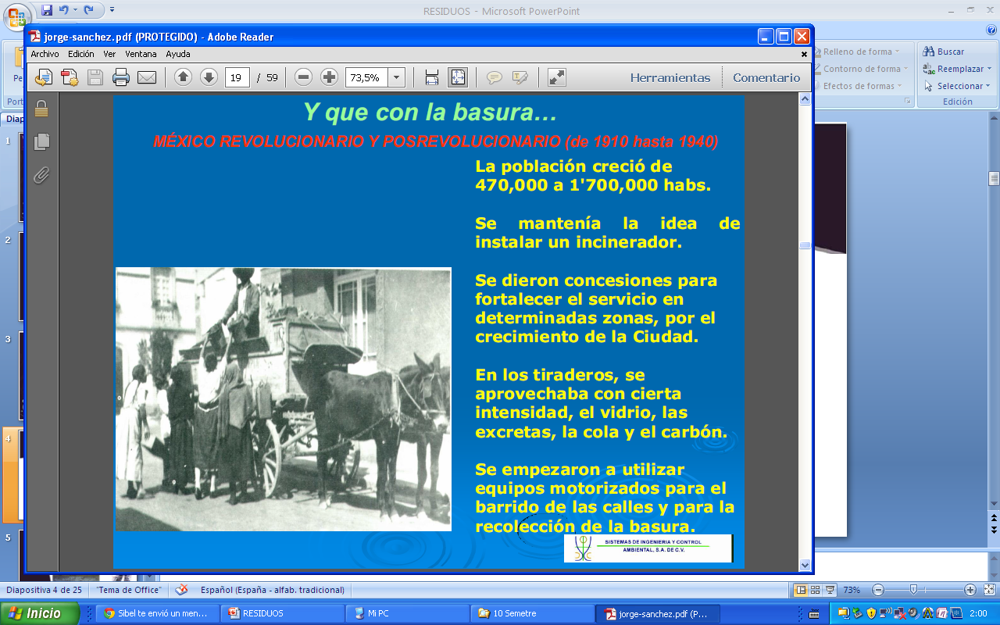 RESIDUOS - Microsoft PowerPoint
jorge-sanchez.pdf (PROTEGIDO) - Adobe Reader
Archivo Edición Ver Ventana Ayuda
19 / 59
73,5%
Herramientas Comentario
Relleno de forma
Contorno de forma
Efectos de formas
Buscar
Reemplazar
Seleccionar
Edición
Pe
Port
Diap
1
2
3
4
5
Y que con la basura...
MÉXICO REVOLUCIONARIO Y POSREVOLUCIONARIO (de 1910 hasta 1940)
La población creció de
470,000 a 1'700,000 habs.
Se mantenía la idea de
instalar un incinerador.
Se dieron concesiones para
fortalecer el servicio en
determinadas zonas, por el
crecimiento de la Ciudad.
En los tiraderos, se
aprovechaba con cierta
intensidad, el vidrio, las
excretas, la cola y el carbón.
Se empezaron a utilizar
equipos motorizados para el
barrido de las calles y para la
recolección de la basura.
SISTEMAS DE INGENIERIA Y CONTROL
AMBIENTAL, S.A. DE C.V.
Diapositiva 4 de 25 "Tema de Office" Español (España - alfab. tradicional) 73%
Inicio
Sibel te envió un men...
RESIDUOS
Mi PC
10 Semetre
jorge-sanchez.pdf (P...
2:00